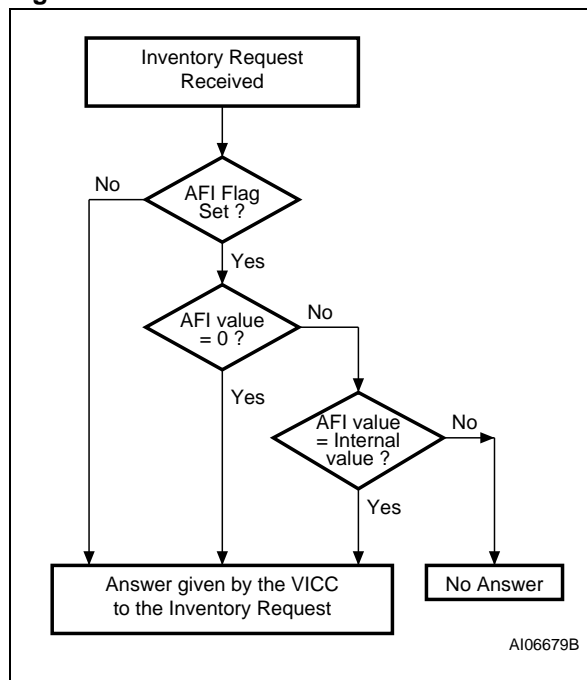 Inventory Request
Received
No
AFI Flag
Set ?
Yes
AFI value
= 0 ?
No
Yes
AFI value
= Internal
value ?
No
Yes
Answer given by the VICC
to the Inventory Request
No Answer
AI06679B